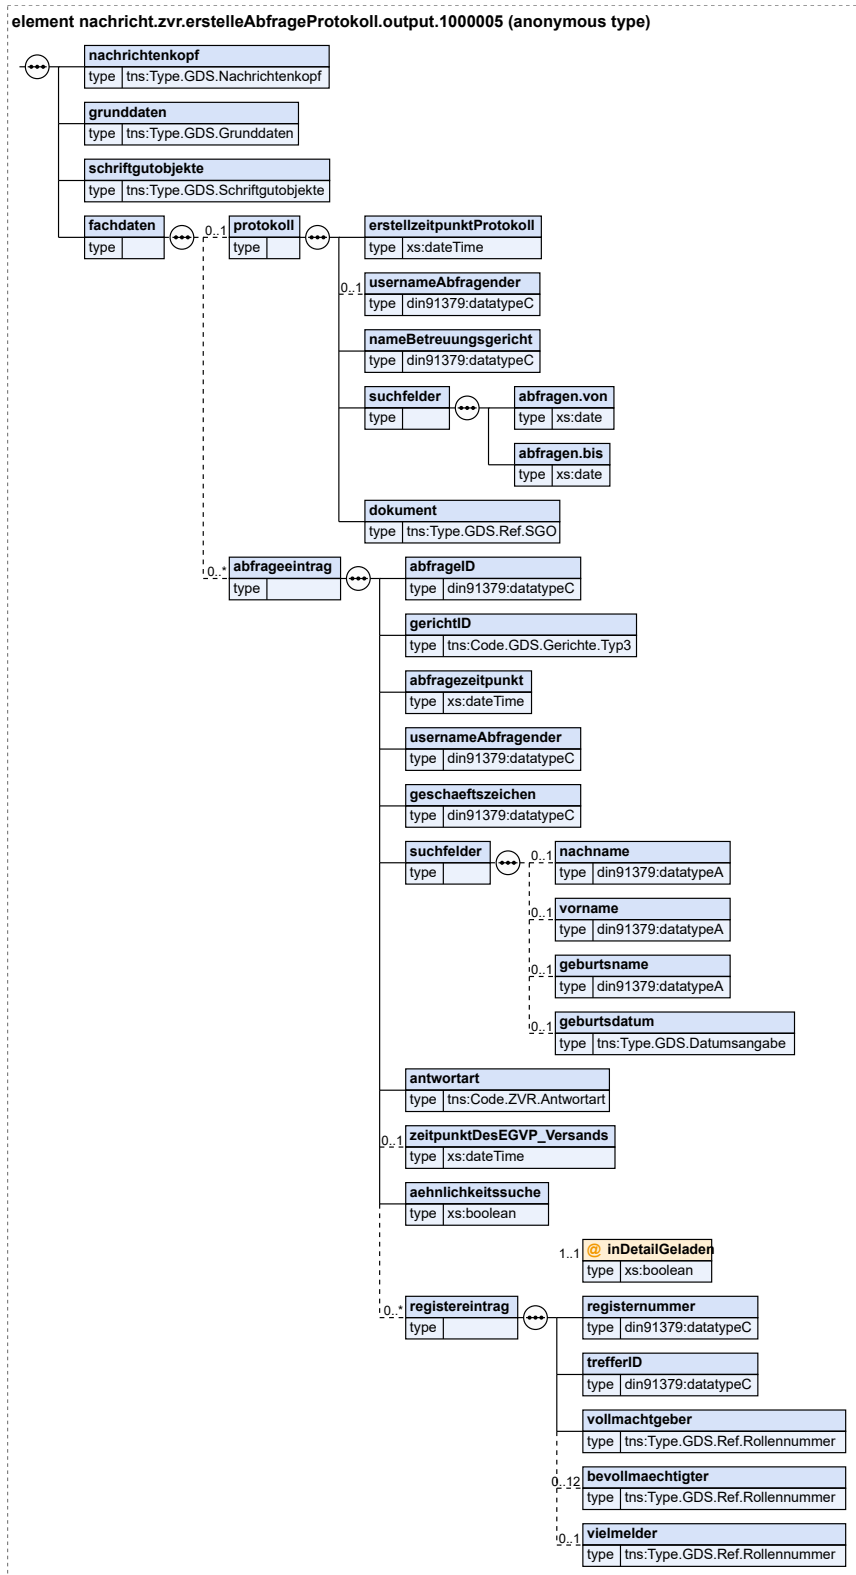 element nachricht.zvr.erstelleAbfrageProtokoll.output.1000005 (anonymous type)
nachrichtenkopf
type tns:Type.GDS.Nachrichtenkopf
grunddaten
type tns:Type.GDS.Grunddaten
schriftgutobjekte
type tns:Type.GDS.Schriftgutobjekte
fachdaten
type
0..1
protokoll
type
erstellzeitpunktProtokoll
type xs:dateTime
0..1
usernameAbfragender
type din91379:datatypeC
nameBetreuungsgericht
type din91379:datatypeC
suchfelder
type
abfragen.von
type xs:date
abfragen.bis
type xs:date
dokument
type tns:Type.GDS.Ref.SGO
0..*
abfrageeintrag
type
abfrageID
type din91379:datatypeC
gerichtID
type tns:Code.GDS.Gerichte.Typ3
abfragezeitpunkt
type xs:dateTime
usernameAbfragender
type din91379:datatypeC
geschaeftszeichen
type din91379:datatypeC
suchfelder
type
0..1
nachname
type din91379:datatypeA
0..1
vorname
type din91379:datatypeA
0..1
geburtsname
type din91379:datatypeA
0..1
geburtsdatum
type tns:Type.GDS.Datumsangabe
antwortart
type tns:Code.ZVR.Antwortart
0..1
zeitpunktDesEGVP_Versands
type xs:dateTime
aehnlichkeitssuche
type xs:boolean
1..1
@ inDetailGeladen
type xs:boolean
0..*
registereintrag
type
registernummer
type din91379:datatypeC
trefferID
type din91379:datatypeC
vollmachtgeber
type tns:Type.GDS.Ref.Rollennummer
0..12
bevollmaechtigter
type tns:Type.GDS.Ref.Rollennummer
0..1
vielmelder
type tns:Type.GDS.Ref.Rollennummer